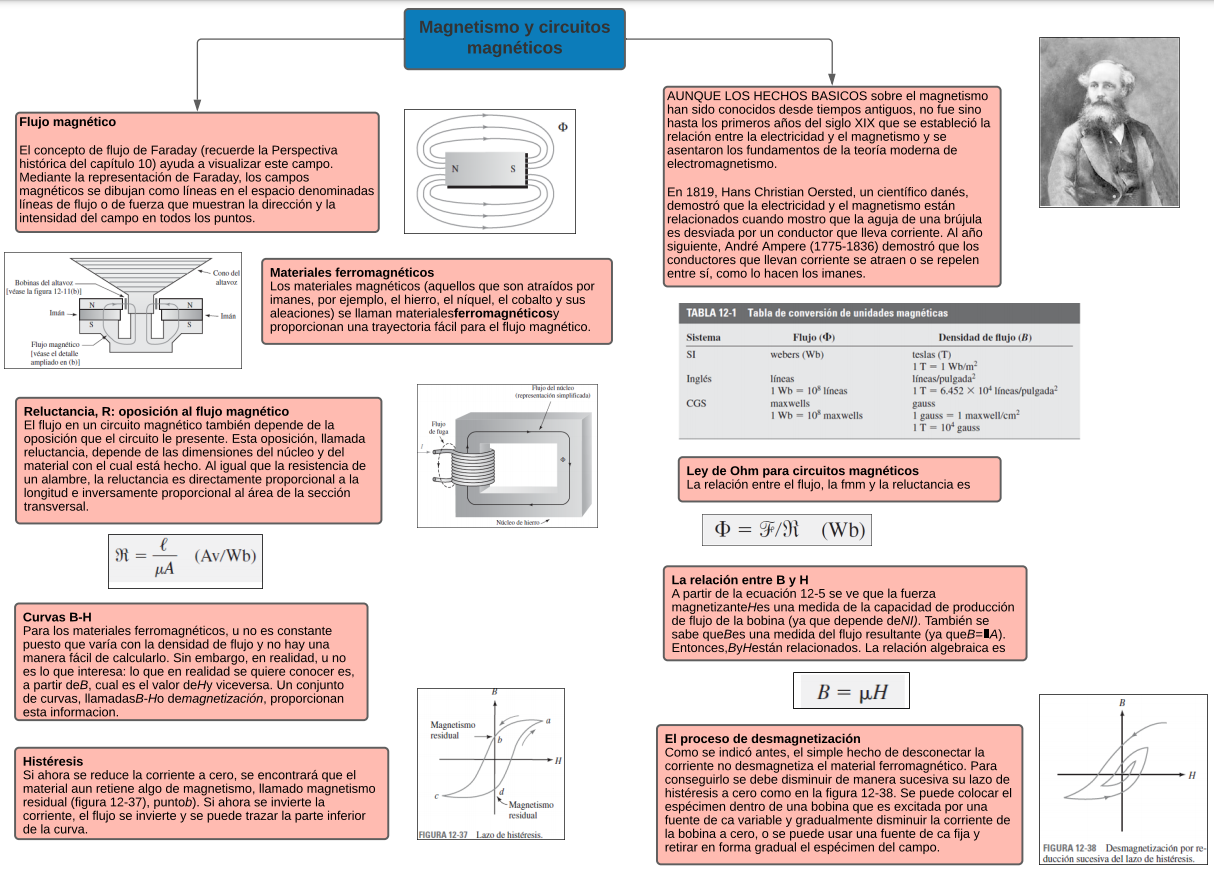 Magnetismo y circuitos
magnéticos
Flujo magnético
El concepto de flujo de Faraday (recuerde la Perspectiva
histórica del capítulo 10) ayuda a visualizar este campo.
Mediante la representación de Faraday, los campos
magnéticos se dibujan como líneas en el espacio denominadas
líneas de flujo o de fuerza que muestran la dirección y la
intensidad del campo en todos los puntos.
Φ
N S
Bobinas del altavoz
[véase la figura 12-11(b)]
Cono del
altavoz
N N
Imán
Imán
S S
Flujo magnético
[véase el detalle
ampliado en (b)]
Materiales ferromagnéticos
Los materiales magnéticos (aquellos que son atraídos por
imanes, por ejemplo, el hierro, el níquel, el cobalto y sus
aleaciones) se llaman materialesferromagnéticosy
proporcionan una trayectoria fácil para el flujo magnético.
Reluctancia, R: oposición al flujo magnético
El flujo en un circuito magnético también depende de la
oposición que el circuito le presente. Esta oposición, llamada
reluctancia, depende de las dimensiones del núcleo y del
material con el cual está hecho. Al igual que la resistencia de
un alambre, la reluctancia es directamente proporcional a la
longitud e inversamente proporcional al área de la sección
transversal.
Flujo del núcleo
(representación simplificada)
Flujo
de fuga
I
Φ
Núcleo de hierro
ℜ = ℓ/μA (Av/Wb)
Curvas B-H
Para los materiales ferromagnéticos, u no es constante
puesto que varía con la densidad de flujo y no hay una
manera fácil de calcularlo. Sin embargo, en realidad, u no
es lo que interesa: lo que en realidad se quiere conocer es,
a partir deB, cual es el valor deHy viceversa. Un conjunto
de curvas, llamadasB-Ho demagnetización, proporcionan
esta informacion.
Histéresis
Si ahora se reduce la corriente a cero, se encontrará que el
material aun retiene algo de magnetismo, llamado magnetismo
residual (figura 12-37), puntob). Si ahora se invierte la
corriente, el flujo se invierte y se puede trazar la parte inferior
de la curva.
B
Magnetismo
residual
a
b
H
c
d
Magnetismo
residual
FIGURA 12-37 Lazo de histéresis.
AUNQUE LOS HECHOS BASICOS sobre el magnetismo
han sido conocidos desde tiempos antiguos, no fue sino
hasta los primeros años del siglo XIX que se estableció la
relación entre la electricidad y el magnetismo y se
asentaron los fundamentos de la teoría moderna de
electromagnetismo.
En 1819, Hans Christian Oersted, un científico danés,
demostró que la electricidad y el magnetismo están
relacionados cuando mostro que la aguja de una brújula
es desviada por un conductor que lleva corriente. Al año
siguiente, André Ampere (1775-1836) demostró que los
conductores que llevan corriente se atraen o se repelen
entre sí, como lo hacen los imanes.
TABLA 12-1 Tabla de conversión de unidades magnéticas
Sistema Flujo (Φ) Densidad de flujo (B)
SI webers (Wb) teslas (T)
1 T = 1 Wb/m²
Inglés líneas líneas/pulgada²
1 Wb = 10⁸ líneas 1 T = 6.452 × 10⁴ líneas/pulgada²
CGS maxwells gauss
1 Wb = 10⁸ maxwells 1 gauss = 1 maxwell/cm²
1 T = 10⁴ gauss
Ley de Ohm para circuitos magnéticos
La relación entre el flujo, la fmm y la reluctancia es
Φ = ℱ/ℜ (Wb)
La relación entre B y H
A partir de la ecuación 12-5 se ve que la fuerza
magnetizanteHes una medida de la capacidad de producción
de flujo de la bobina (ya que depende deNI). También se
sabe queBes una medida del flujo resultante (ya queB=▮A).
Entonces,ByHestán relacionados. La relación algebraica es
B = μH
El proceso de desmagnetización
Como se indicó antes, el simple hecho de desconectar la
corriente no desmagnetiza el material ferromagnético. Para
conseguirlo se debe disminuir de manera sucesiva su lazo de
histéresis a cero como en la figura 12-38. Se puede colocar el
espécimen dentro de una bobina que es excitada por una
fuente de ca variable y gradualmente disminuir la corriente de
la bobina a cero, o se puede usar una fuente de ca fija y
retirar en forma gradual el espécimen del campo.
B
H
FIGURA 12-38 Desmagnetización por re-
ducción sucesiva del lazo de histéresis.